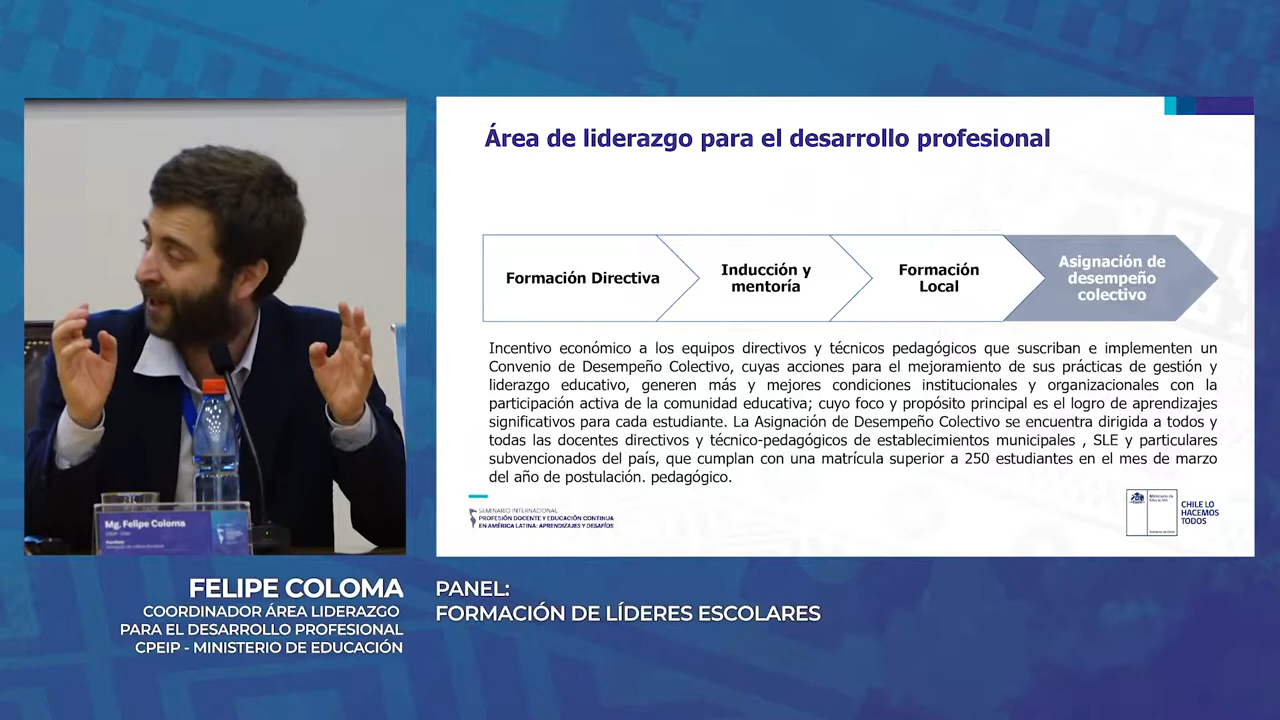 Área de liderazgo para el desarrollo profesional
Formación Directiva
Inducción y
mentoría
Formación
Local
Asignación de
desempeño
colectivo
Incentivo económico a los equipos directivos y técnicos pedagógicos que suscriban e implementen un
Convenio de Desempeño Colectivo, cuyas acciones para el mejoramiento de sus prácticas de gestión y
liderazgo educativo, generen más y mejores condiciones institucionales y organizacionales con la
participación activa de la comunidad educativa; cuyo foco y propósito principal es el logro de aprendizajes
significativos para cada estudiante. La Asignación de Desempeño Colectivo se encuentra dirigida a todos y
todas las docentes directivos y técnico-pedagógicos de establecimientos municipales , SLE y particulares
subvencionados del país, que cumplan con una matrícula superior a 250 estudiantes en el mes de marzo
del año de postulación. pedagógico.
SEMINARIO INTERNACIONAL
PROFESIÓN DOCENTE Y EDUCACIÓN CONTINUA
EN AMÉRICA LATINA: APRENDIZAJES Y DESAFÍOS
Ministerio de
Educación
Gobierno de Chile
CHILE LO
HACEMOS
TODOS
Mg. Felipe Coloma
FELIPE COLOMA
COORDINADOR ÁREA LIDERAZGO
PARA EL DESARROLLO PROFESIONAL
CPEIP - MINISTERIO DE EDUCACIÓN
PANEL:
FORMACIÓN DE LÍDERES ESCOLARES